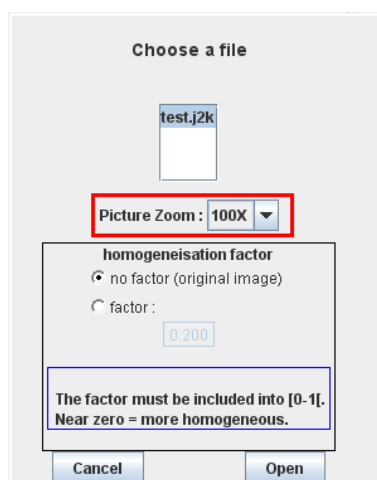 Choose a file
test.j2k
Picture Zoom : 100X
homogeneisation factor
no factor (original image)
factor :
0.200
The factor must be included into [0-1[.
Near zero = more homogeneous.
Cancel Open